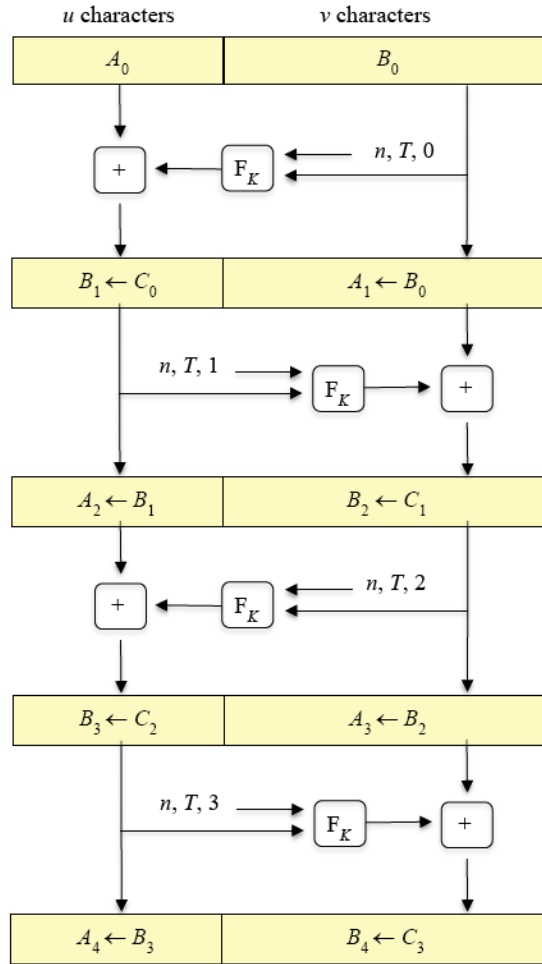 u characters v characters
A0 B0
n, T, 0
+ FK
B1 ← C0 A1 ← B0
n, T, 1
FK +
A2 ← B1 B2 ← C1
n, T, 2
+ FK
B3 ← C2 A3 ← B2
n, T, 3
FK +
A4 ← B3 B4 ← C3